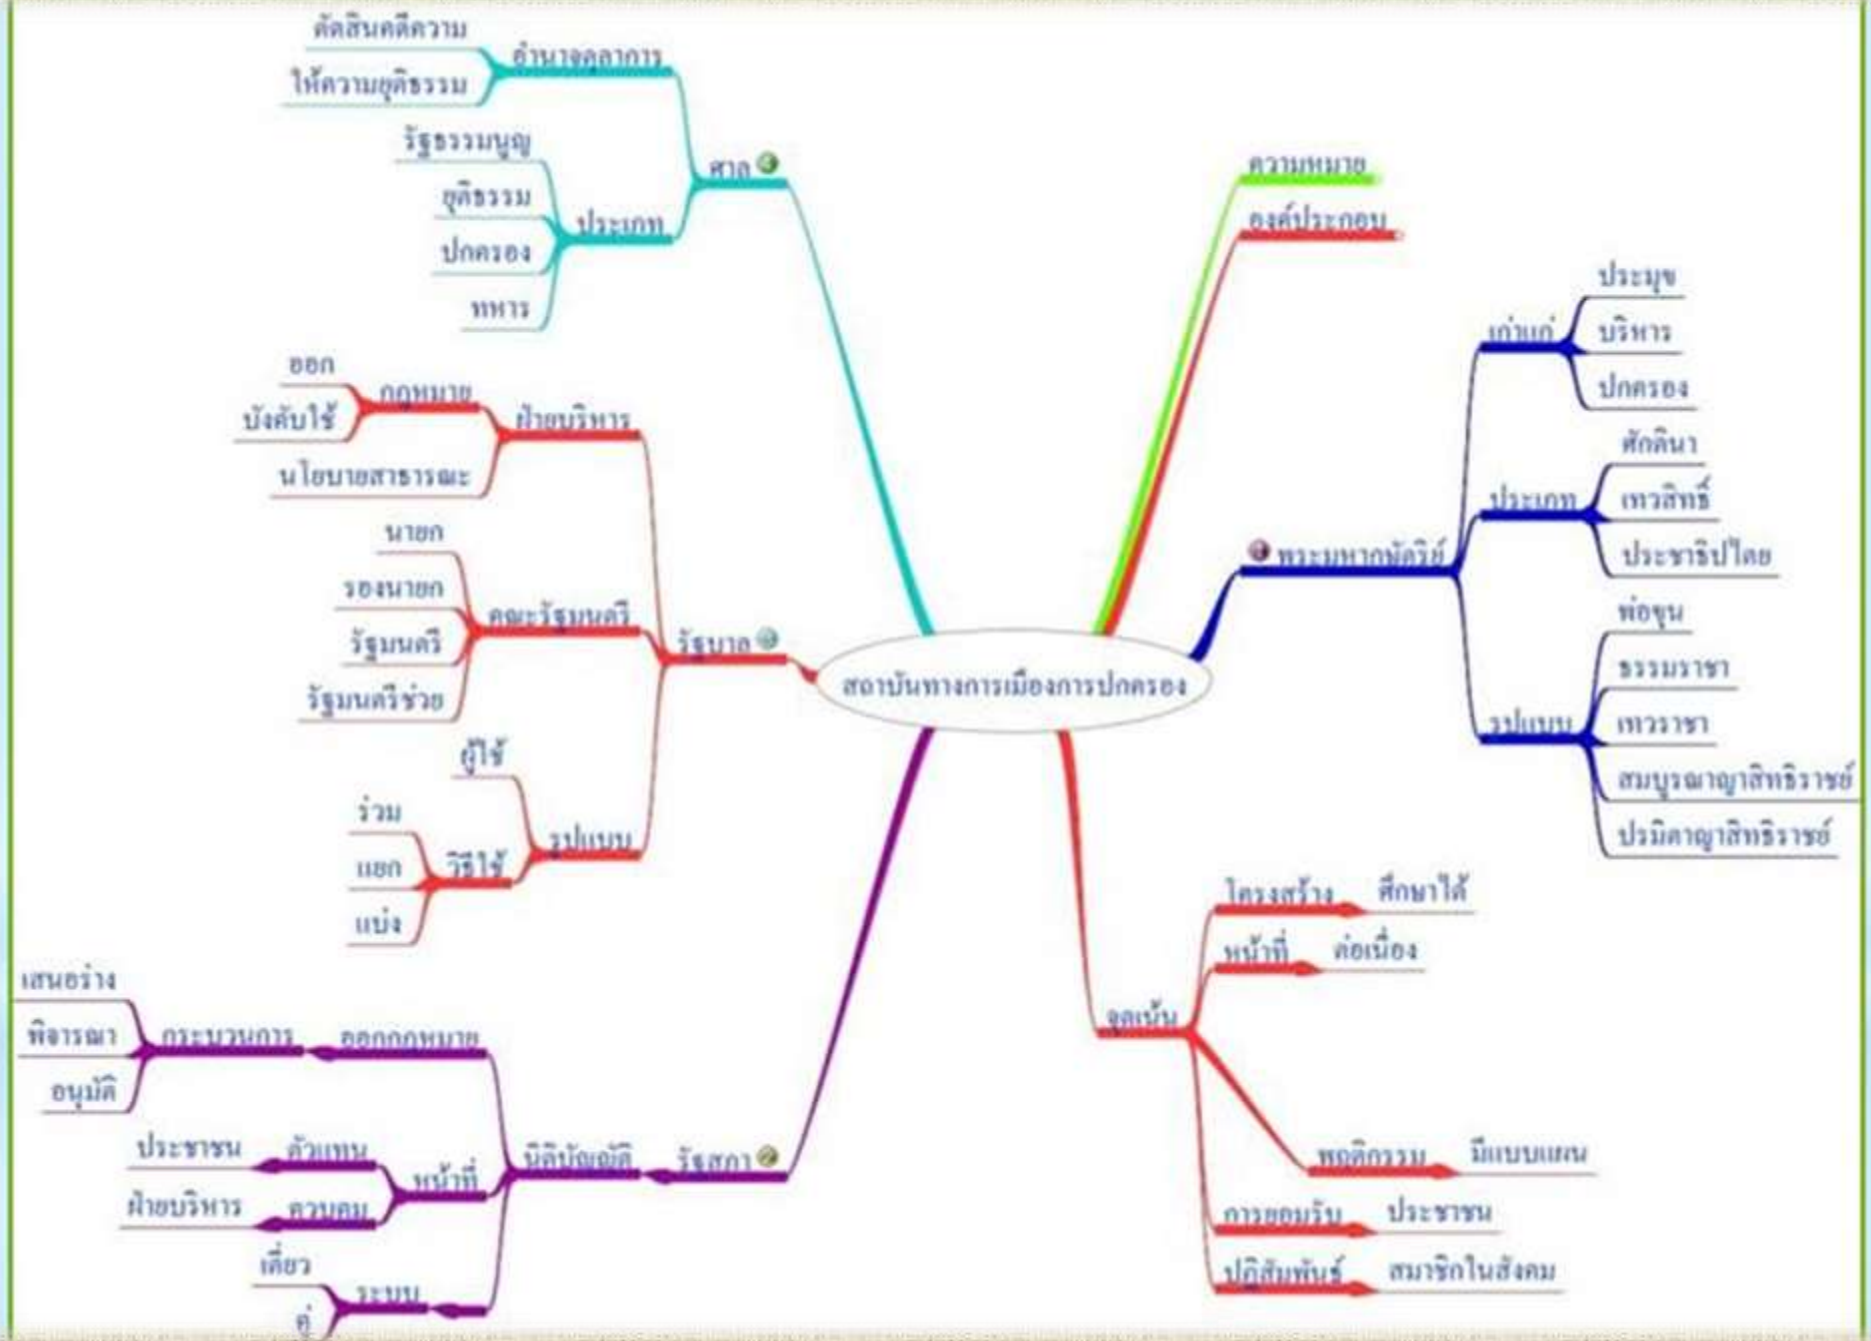 สถาบันทางการเมืองการปกครอง
ความหมาย
องค์ประกอบ
พระมหากษัตริย์
เก่าแก่
ประมุข
บริหาร
ปกครอง
ประเภท
ศักดินา
เทวสิทธิ์
ประชาธิปไตย
รูปแบบ
พ่อขุน
ธรรมราชา
เทวราชา
สมบูรณาญาสิทธิราชย์
ปรมิตาญาสิทธิราชย์
จุดเน้น
โครงสร้าง
ศึกษาได้
หน้าที่
ต่อเนื่อง
พฤติกรรม
มีแบบแผน
การยอมรับ
ประชาชน
ปฏิสัมพันธ์
สมาชิกในสังคม
ศาล
อำนาจตุลาการ
ตัดสินคดีความ
ให้ความยุติธรรม
ประเภท
รัฐธรรมนูญ
ยุติธรรม
ปกครอง
ทหาร
รัฐบาล
ฝ่ายบริหาร
กฎหมาย
ออก
บังคับใช้
นโยบายสาธารณะ
คณะรัฐมนตรี
นายก
รองนายก
รัฐมนตรี
รัฐมนตรีช่วย
รูปแบบ
ผู้ใช้
วิธีใช้
ร่วม
แยก
แบ่ง
รัฐสภา
นิติบัญญัติ
ออกกฎหมาย
กระบวนการ
เสนอร่าง
พิจารณา
อนุมัติ
หน้าที่
ตัวแทน
ประชาชน
ควบคุม
ฝ่ายบริหาร
ระบบ
เดี่ยว
คู่